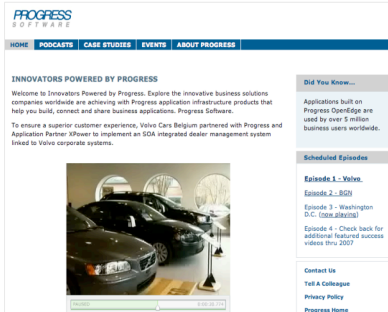 PROGRESS
SOFTWARE
HOME PODCASTS CASE STUDIES EVENTS ABOUT PROGRESS
INNOVATORS POWERED BY PROGRESS
Welcome to Innovators Powered by Progress. Explore the innovative business solutions
companies worldwide are achieving with Progress application infrastructure products that
help you build, connect and share business applications. Progress Software.
To ensure a superior customer experience, Volvo Cars Belgium partnered with Progress and
Application Partner XPower to implement an SOA integrated dealer management system
linked to Volvo corporate systems.
PAUSED
Did You Know...
Applications built on
Progress OpenEdge are
used by over 5 million
business users worldwide.
Scheduled Episodes
Episode 1 - Volvo
Episode 2 - BGN
Episode 3 - Washington
D.C. (now playing)
Episode 4 - Check back for
additional featured success
videos thru 2007
Contact Us
Tell A Colleague
Privacy Policy
Progress Home